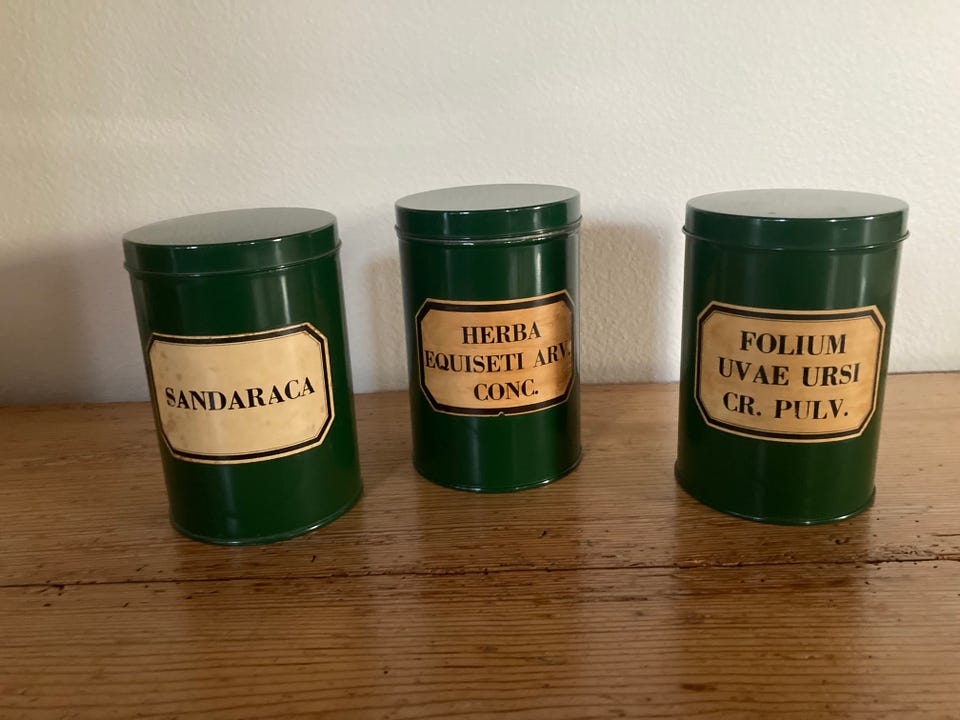 SANDARACA
HERBA
EQUISETI ARV.
CONC.
FOLIUM
UVAE URSI
CR. PULV.